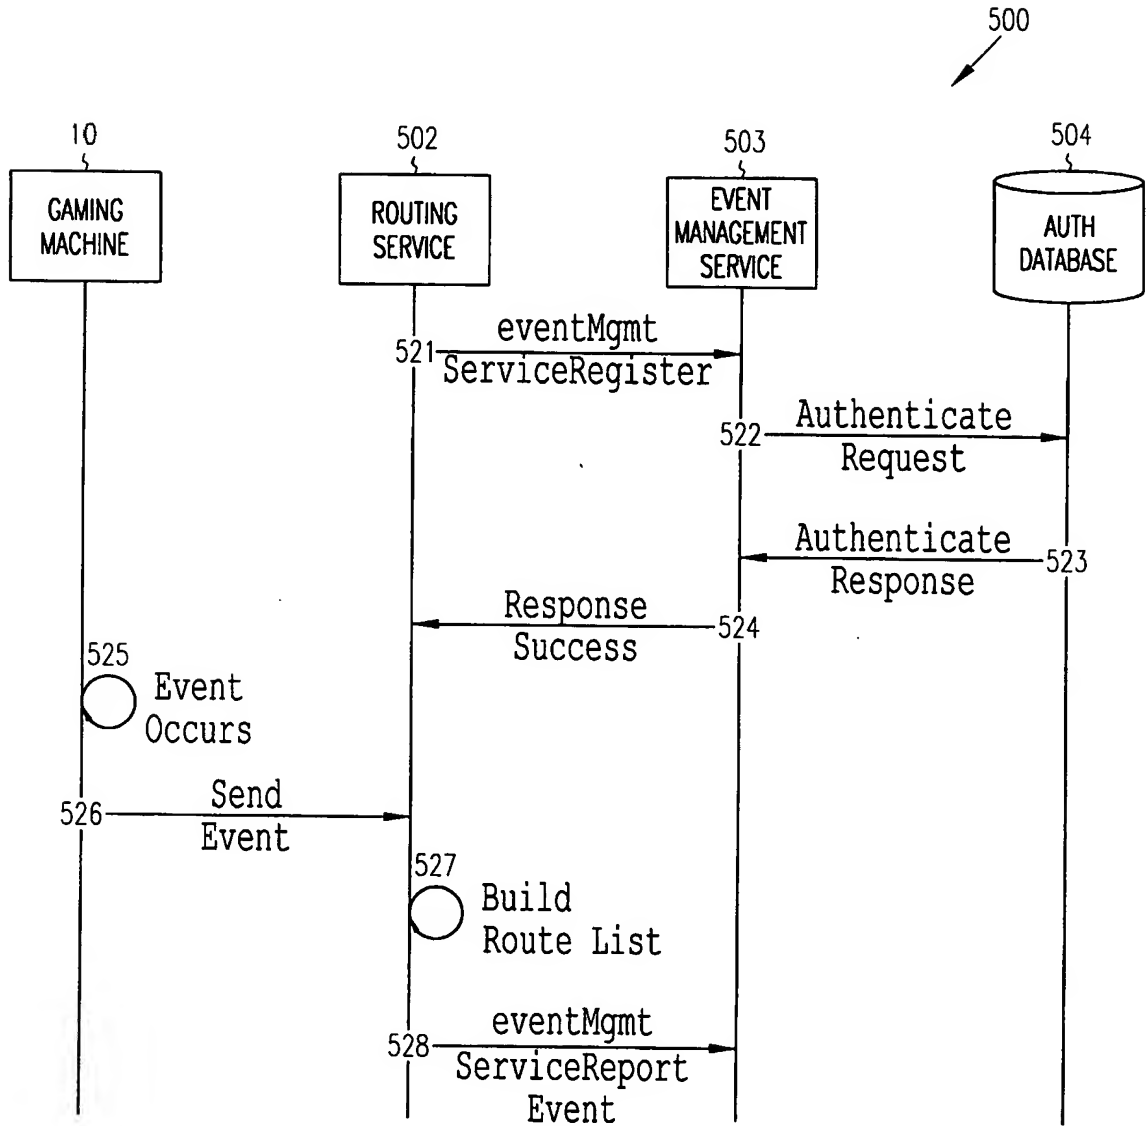 500
10
502
503
504
GAMING
MACHINE
ROUTING
SERVICE
EVENT
MANAGEMENT
SERVICE
AUTH
DATABASE
521
eventMgmt
ServiceRegister
522
Authenticate
Request
Authenticate
Response
523
Response
Success
524
525
Event
Occurs
526
Send
Event
527
Build
Route List
528
eventMgmt
ServiceReport
Event